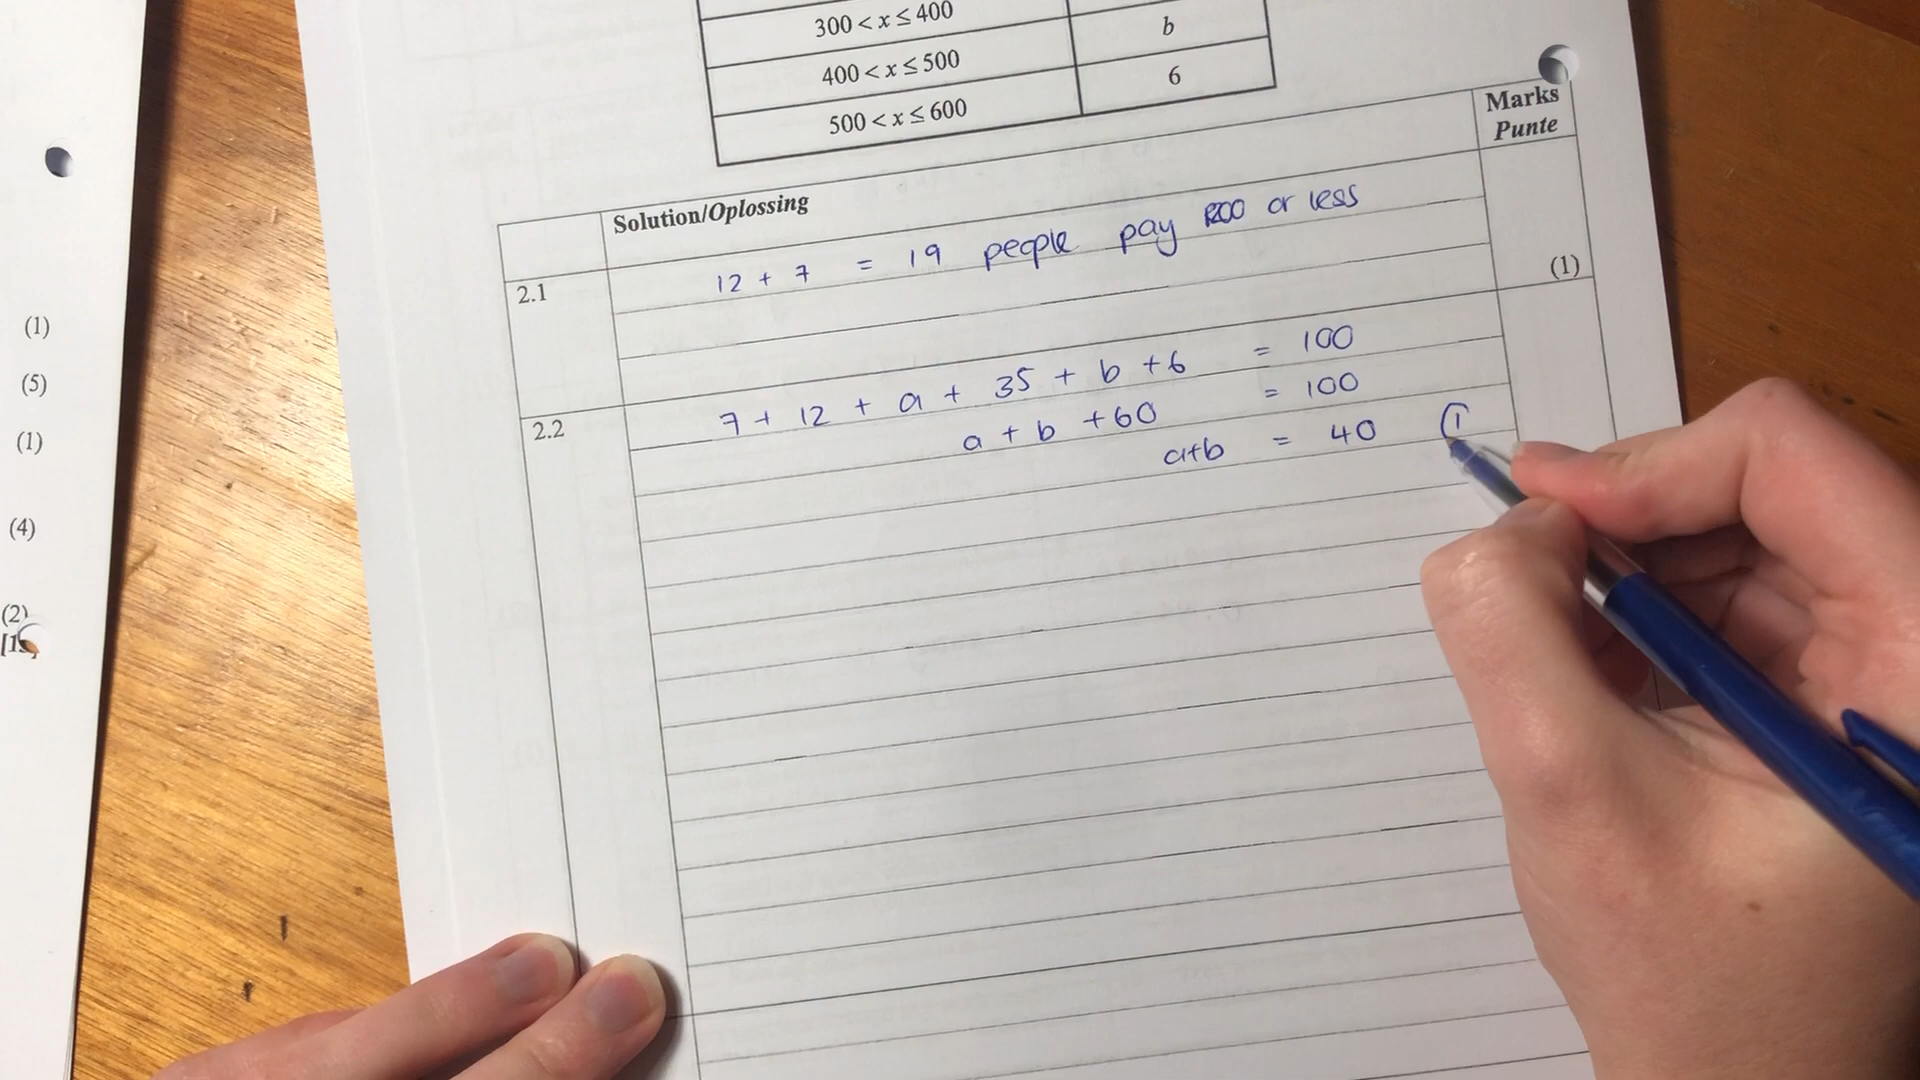 300 < x ≤ 400
b
400 < x ≤ 500
6
500 < x ≤ 600
Marks
Punte
Solution/Oplossing
2.1 12 + 7 = 19 people pay R200 or less
(1)
2.2 7 + 12 + a + 35 + b + 6 = 100
a + b + 60 = 100
a+b = 40 1
(1)
(5)
(1)
(4)
(2)